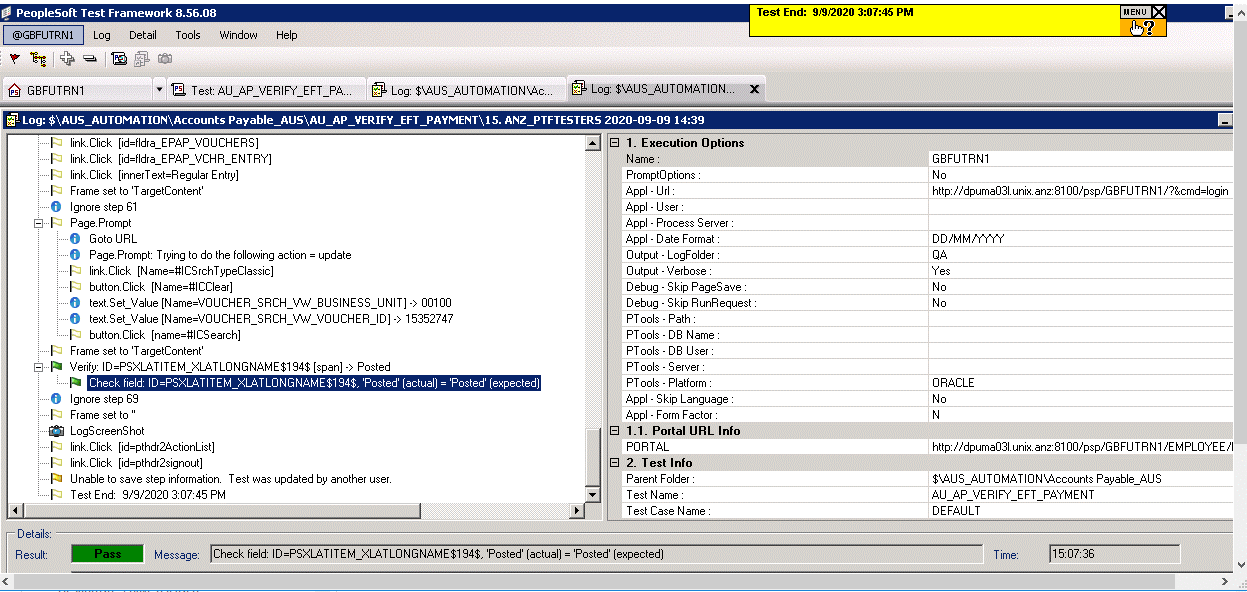 PeopleSoft Test Framework 8.56.08
Test End: 9/9/2020 3:07:45 PM
MENU
@GBFUTRN1 Log Detail Tools Window Help
GBFUTRN1
Test: AU_AP_VERIFY_EFT_PA...
Log: $\AUS_AUTOMATION\Ac...
Log: $\AUS_AUTOMATION...
Log: $\AUS_AUTOMATION\Accounts Payable_AUS\AU_AP_VERIFY_EFT_PAYMENT\15. ANZ_PTFTESTERS 2020-09-09 14:39
link.Click [id=fldra_EPAP_VOUCHERS]
link.Click [id=fldra_EPAP_VCHR_ENTRY]
link.Click [innerText=Regular Entry]
Frame set to 'TargetContent'
Ignore step 61
Page.Prompt
Goto URL
Page.Prompt: Trying to do the following action = update
link.Click [Name=#ICSrchTypeClassic]
button.Click [Name=#ICClear]
text.Set_Value [Name=VOUCHER_SRCH_VW_BUSINESS_UNIT] -> 00100
text.Set_Value [Name=VOUCHER_SRCH_VW_VOUCHER_ID] -> 15352747
button.Click [name=#ICSearch]
Frame set to 'TargetContent'
Verify: ID=PSXLATITEM_XLATLONGNAME$194$ [span] -> Posted
Check field: ID=PSXLATITEM_XLATLONGNAME$194$, 'Posted' (actual) = 'Posted' (expected)
Ignore step 69
Frame set to ''
LogScreenShot
link.Click [id=pthdr2ActionList]
link.Click [id=pthdr2signout]
Unable to save step information. Test was updated by another user.
Test End: 9/9/2020 3:07:45 PM
1. Execution Options
Name : GBFUTRN1
PromptOptions : No
Appl - Url : http://dpuma03l.unix.anz:8100/psp/GBFUTRN1/?&cmd=login
Appl - User :
Appl - Process Server :
Appl - Date Format : DD/MM/YYYY
Output - LogFolder : QA
Output - Verbose : Yes
Debug - Skip PageSave : No
Debug - Skip RunRequest : No
PTools - Path :
PTools - DB Name :
PTools - DB User :
PTools - Server :
PTools - Platform : ORACLE
Appl - Skip Language : No
Appl - Form Factor : N
1.1. Portal URL Info
PORTAL http://dpuma03l.unix.anz:8100/psp/GBFUTRN1/EMPLOYEE/
2. Test Info
Parent Folder : $\AUS_AUTOMATION\Accounts Payable_AUS
Test Name : AU_AP_VERIFY_EFT_PAYMENT
Test Case Name : DEFAULT
Details:
Result: Pass Message: Check field: ID=PSXLATITEM_XLATLONGNAME$194$, 'Posted' (actual) = 'Posted' (expected) Time: 15:07:36